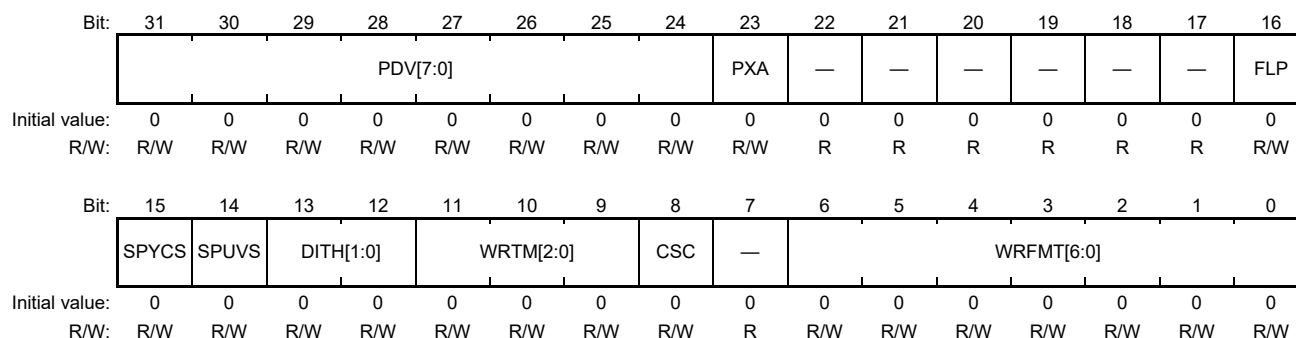 Bit: 31 30 29 28 27 26 25 24 23 22 21 20 19 18 17 16
PDV[7:0] PXA — — — — — — FLP
Initial value: 0 0 0 0 0 0 0 0 0 0 0 0 0 0 0 0
R/W: R/W R/W R/W R/W R/W R/W R/W R/W R/W R R R R R R R/W
Bit: 15 14 13 12 11 10 9 8 7 6 5 4 3 2 1 0
SPYCS SPUVS DITH[1:0] WRTM[2:0] CSC — WRFMT[6:0]
Initial value: 0 0 0 0 0 0 0 0 0 0 0 0 0 0 0 0
R/W: R/W R/W R/W R/W R/W R/W R/W R/W R R/W R/W R/W R/W R/W R/W R/W